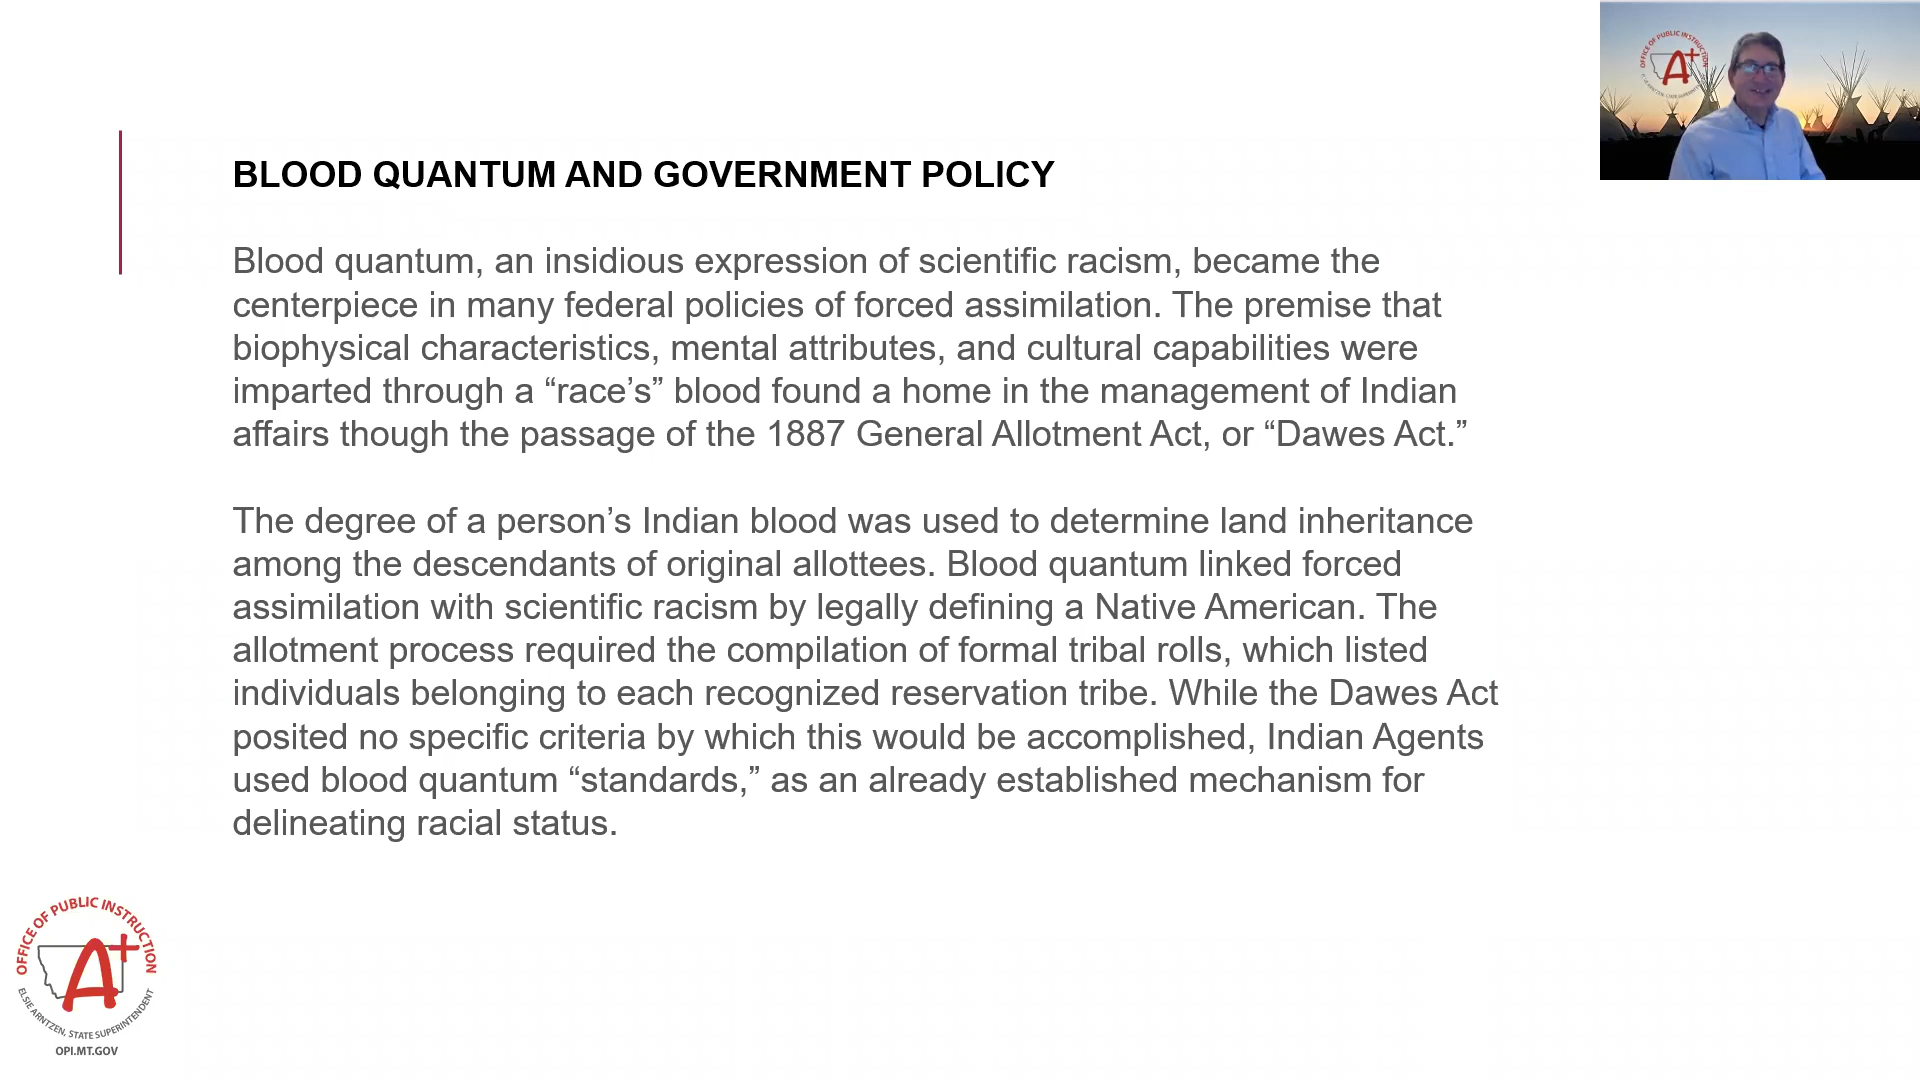 BLOOD QUANTUM AND GOVERNMENT POLICY
Blood quantum, an insidious expression of scientific racism, became the
centerpiece in many federal policies of forced assimilation. The premise that
biophysical characteristics, mental attributes, and cultural capabilities were
imparted through a “race’s” blood found a home in the management of Indian
affairs though the passage of the 1887 General Allotment Act, or “Dawes Act.”
The degree of a person’s Indian blood was used to determine land inheritance
among the descendants of original allottees. Blood quantum linked forced
assimilation with scientific racism by legally defining a Native American. The
allotment process required the compilation of formal tribal rolls, which listed
individuals belonging to each recognized reservation tribe. While the Dawes Act
posited no specific criteria by which this would be accomplished, Indian Agents
used blood quantum “standards,” as an already established mechanism for
delineating racial status.
OFFICE OF PUBLIC INSTRUCTION
A+
ELSIE ARNTZEN, STATE SUPERINTENDENT
OPI.MT.GOV
OFFICE OF PUBLIC INSTRUCTION
A+